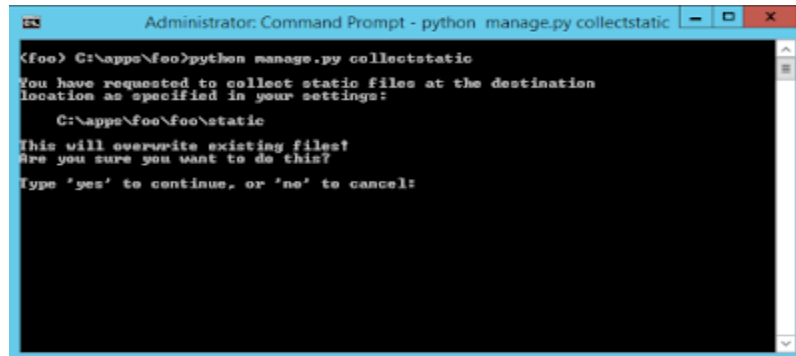 Administrator: Command Prompt - python manage.py collectstatic
(foo) C:\apps\foo>python manage.py collectstatic
You have requested to collect static files at the destination
location as specified in your settings:
C:\apps\foo\foo\static
This will overwrite existing files!
Are you sure you want to do this?
Type 'yes' to continue, or 'no' to cancel: